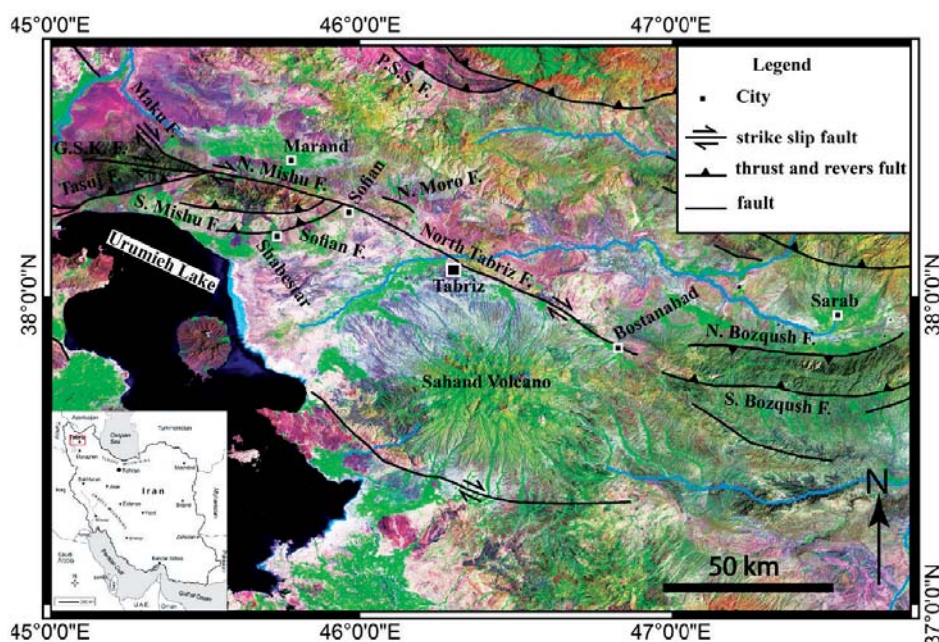 45°0'0"E
46°0'0"E
47°0'0"E
P.S.S. F.
Legend
City
strike slip fault
thrust and revers fult
fault
Maku F.
Marand
G.S.K. F.
N. Mishu F.
Tasuj F.
Sofian
N. Moro F.
S. Mishu F.
Sofian F.
Shabestar
North Tabriz F.
Urumieh Lake
Tabriz
38°0'0"N
38°0'0"N
Sarab
Bostanabad
N. Bozqush F.
Sahand Volcano
S. Bozqush F.
Iran
N
50 km
37°0'0"N
45°0'0"E
46°0'0"E
47°0'0"E